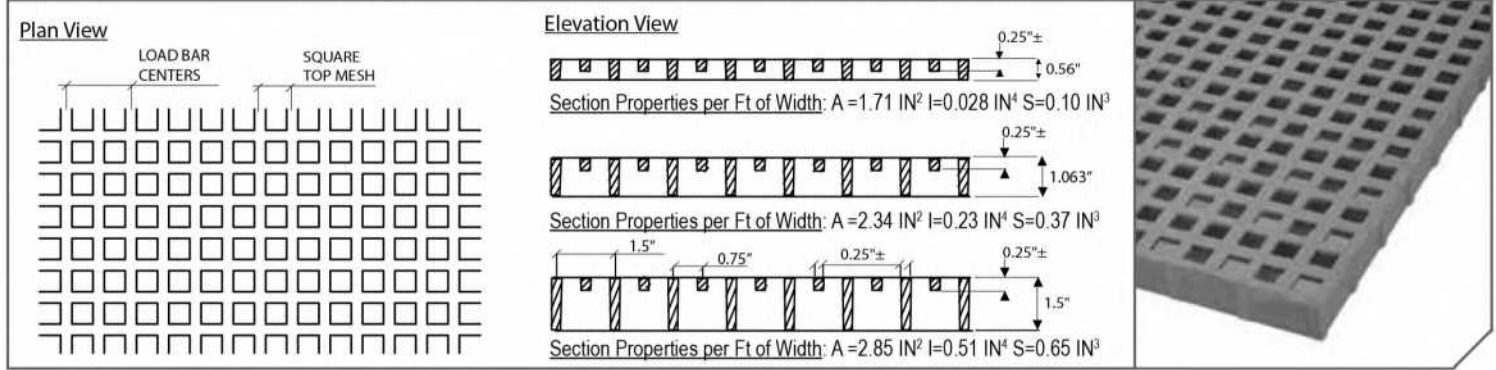 Plan View
LOAD BAR
CENTERS
SQUARE
TOP MESH
Elevation View
0.25"±
0.56"
Section Properties per Ft of Width: A =1.71 IN² I=0.028 IN⁴ S=0.10 IN³
0.25"±
1.063"
Section Properties per Ft of Width: A =2.34 IN² I=0.23 IN⁴ S=0.37 IN³
1.5"
0.75"
0.25"±
0.25"±
1.5"
Section Properties per Ft of Width: A =2.85 IN² I=0.51 IN⁴ S=0.65 IN³